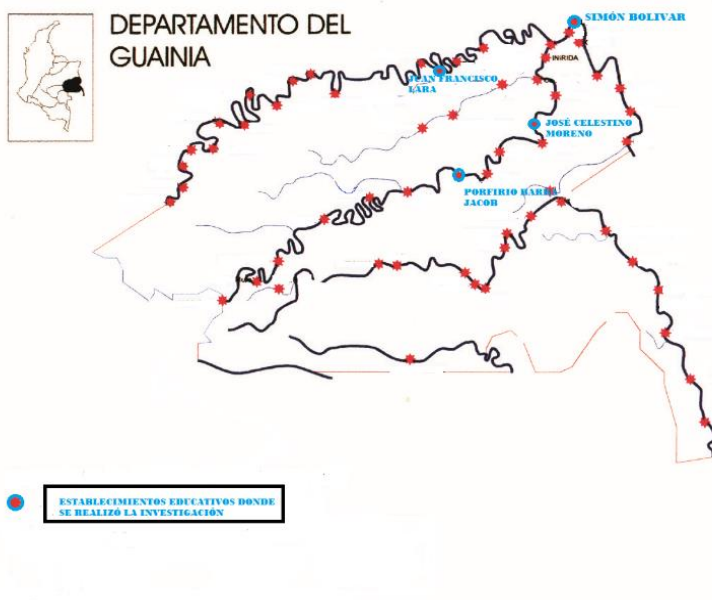 DEPARTAMENTO DEL
GUAINIA
SIMÓN BOLIVAR
INIRIDA
JUAN FRANCISCO
LARA
JOSÉ CELESTINO
MORENO
PORFIRIO BARBA
JACOB
ESTABLECIMIENTOS EDUCATIVOS DONDE
SE REALIZÓ LA INVESTIGACIÓN